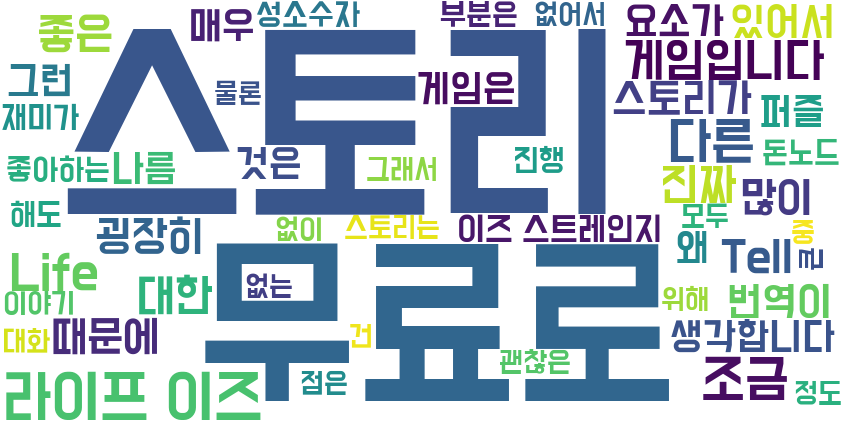 좋은 매우 성소수자 부분은 없어서 요소가 있어서
그런 스토리 물론 게임은 게임입니다
재미가 스토리가 퍼즐
좋아하는 나름 것은 그래서 진행 다른 돈노드
해도 진짜 많이
굉장히 없이 스토리는 이즈 스트레인지 모두 중
Life 대한 없는 무료로 왜 Tell 글
이야기 위해 번역이
대화 때문에 건 생각합니다
라이프 이즈 점은 괜찮은 조금 정도